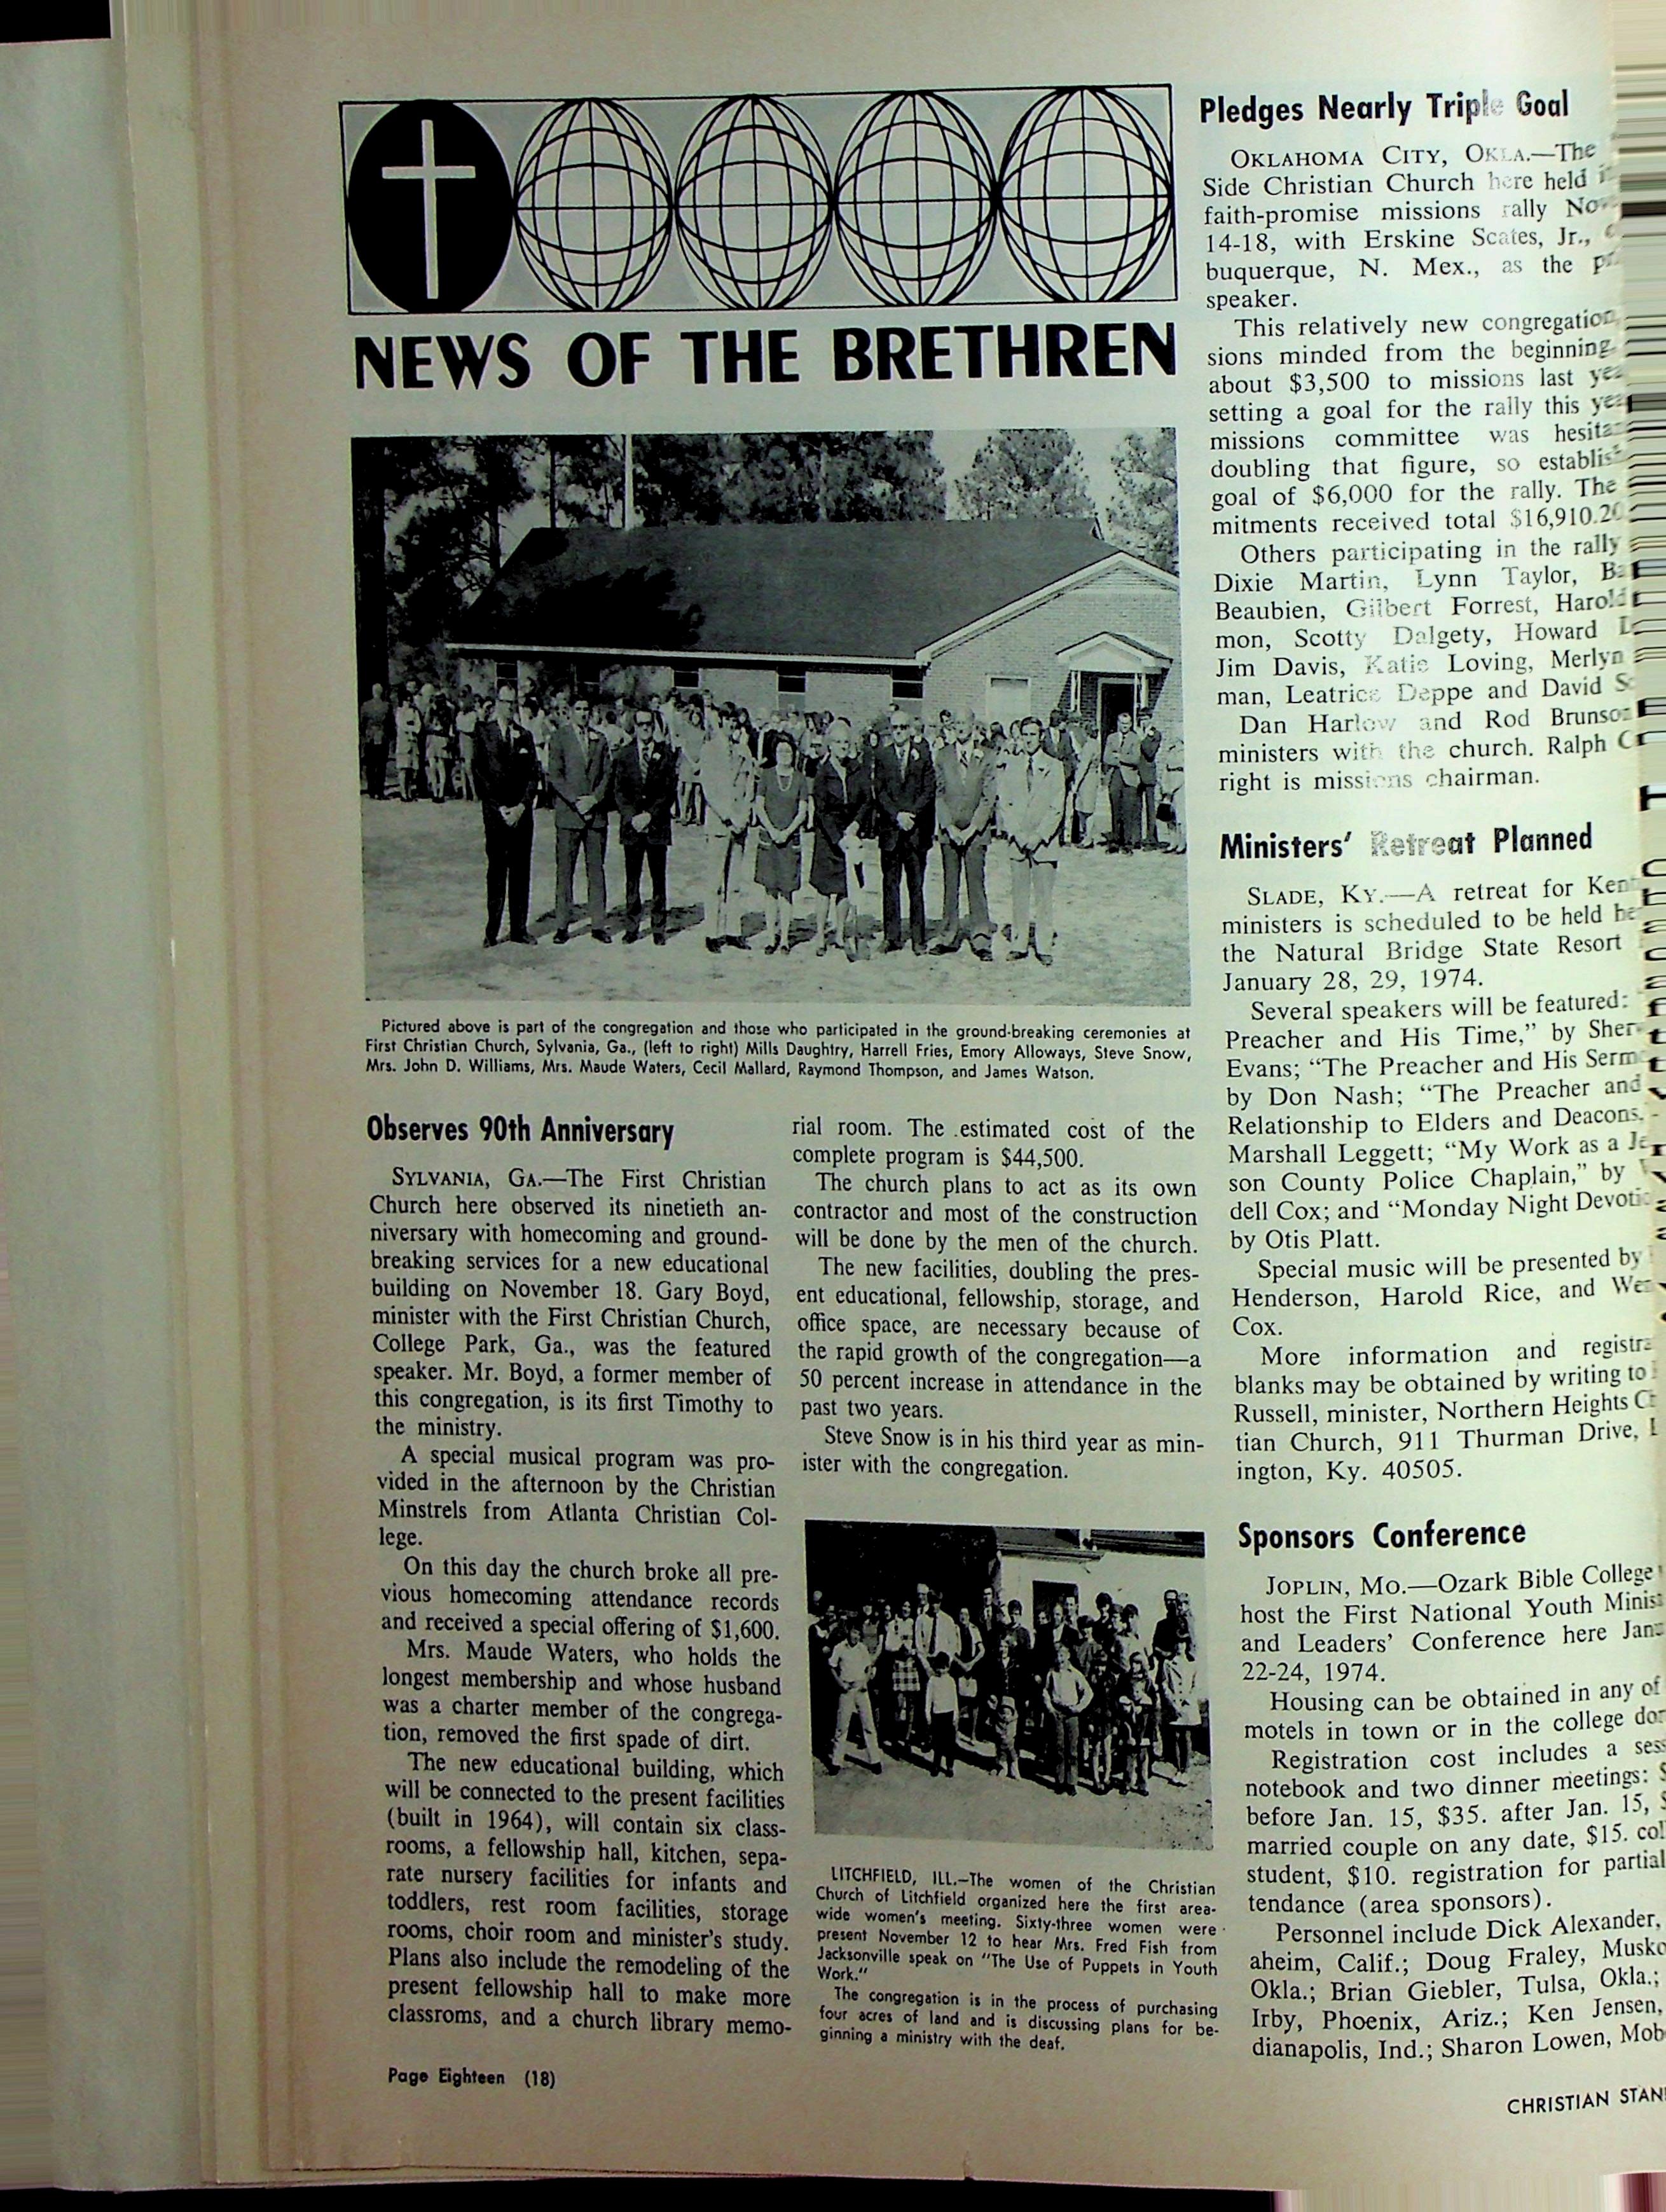 NEWS OF THE BRETHREN
Pictured above is part of the congregation and those who participated in the ground-breaking ceremonies at
First Christian Church, Sylvania, Ga., (left to right) Mills Daughtry, Harrell Fries, Emory Alloways, Steve Snow,
Mrs. John D. Williams, Mrs. Maude Waters, Cecil Mallard, Raymond Thompson, and James Watson.
Observes 90th Anniversary
SYLVANIA, GA.—The First Christian
Church here observed its ninetieth an-
niversary with homecoming and ground-
breaking services for a new educational
building on November 18. Gary Boyd,
minister with the First Christian Church,
College Park, Ga., was the featured
speaker. Mr. Boyd, a former member of
this congregation, is its first Timothy to
the ministry.
A special musical program was pro-
vided in the afternoon by the Christian
Minstrels from Atlanta Christian Col-
lege.
On this day the church broke all pre-
vious homecoming attendance records
and received a special offering of $1,600.
Mrs. Maude Waters, who holds the
longest membership and whose husband
was a charter member of the congrega-
tion, removed the first spade of dirt.
The new educational building, which
will be connected to the present facilities
(built in 1964), will contain six class-
rooms, a fellowship hall, kitchen, sepa-
rate nursery facilities for infants and
toddlers, rest room facilities, storage
rooms, choir room and minister's study.
Plans also include the remodeling of the
present fellowship hall to make more
classroms, and a church library memo-
rial room. The estimated cost of the
complete program is $44,500.
The church plans to act as its own
contractor and most of the construction
will be done by the men of the church.
The new facilities, doubling the pres-
ent educational, fellowship, storage, and
office space, are necessary because of
the rapid growth of the congregation—a
50 percent increase in attendance in the
past two years.
Steve Snow is in his third year as min-
ister with the congregation.
LITCHFIELD, ILL.—The women of the Christian
Church of Litchfield organized here the first area-
wide women's meeting. Sixty-three women were
present November 12 to hear Mrs. Fred Fish from
Jacksonville speak on "The Use of Puppets in Youth
Work."
The congregation is in the process of purchasing
four acres of land and is discussing plans for be-
ginning a ministry with the deaf.
Pledges Nearly Triple Goal
OKLAHOMA CITY, OKLA.—The
Side Christian Church here held
faith-promise missions rally
14-18, with Erskine Scates, Jr.,
buquerque, N. Mex., as the
speaker.
This relatively new congregation
sions minded from the beginning
about $3,500 to missions last
setting a goal for the rally this
missions committee was
doubling that figure, so
goal of $6,000 for the rally. The
mitments received total $16,910.20
Others participating in the rally
Dixie Martin, Lynn Taylor,
Beaubien, Gilbert Forrest, Harold
mon, Scotty Dalgety, Howard
Jim Davis, Katie Loving, Merlyn
man, Leatrice Deppe and David
Dan Harlow and Rod Brunson
ministers with the church. Ralph
right is missions chairman.
Ministers' Retreat Planned
SLADE, KY.—A retreat for
ministers is scheduled to be held
the Natural Bridge State Resort
January 28, 29, 1974.
Several speakers will be featured:
Preacher and His Time," by
Evans; "The Preacher and His
by Don Nash; "The Preacher and
Relationship to Elders and Deacons,
Marshall Leggett; "My Work as a
son County Police Chaplain," by
dell Cox; and "Monday Night
by Otis Platt.
Special music will be presented by
Henderson, Harold Rice, and
Cox.
More information and
blanks may be obtained by writing to
Russell, minister, Northern Heights
tian Church, 911 Thurman Drive,
ington, Ky. 40505.
Sponsors Conference
JOPLIN, MO.—Ozark Bible College
host the First National Youth
and Leaders' Conference here
22-24, 1974.
Housing can be obtained in any of
motels in town or in the college
Registration cost includes a
notebook and two dinner meetings:
before Jan. 15, $35. after Jan. 15,
married couple on any date, $15.
student, $10. registration for partial
tendance (area sponsors).
Personnel include Dick Alexander,
aheim, Calif.; Doug Fraley,
Okla.; Brian Giebler, Tulsa, Okla.;
Irby, Phoenix, Ariz.; Ken Jensen,
dianapolis, Ind.; Sharon Lowen,
Page Eighteen (18)
CHRISTIAN